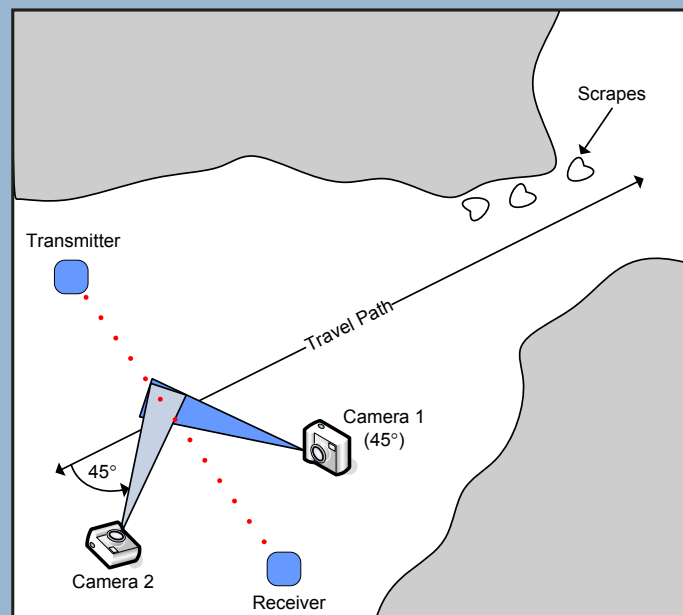 Scrapes
Transmitter
Travel Path
Camera 1
(45°)
45°
Camera 2
Receiver